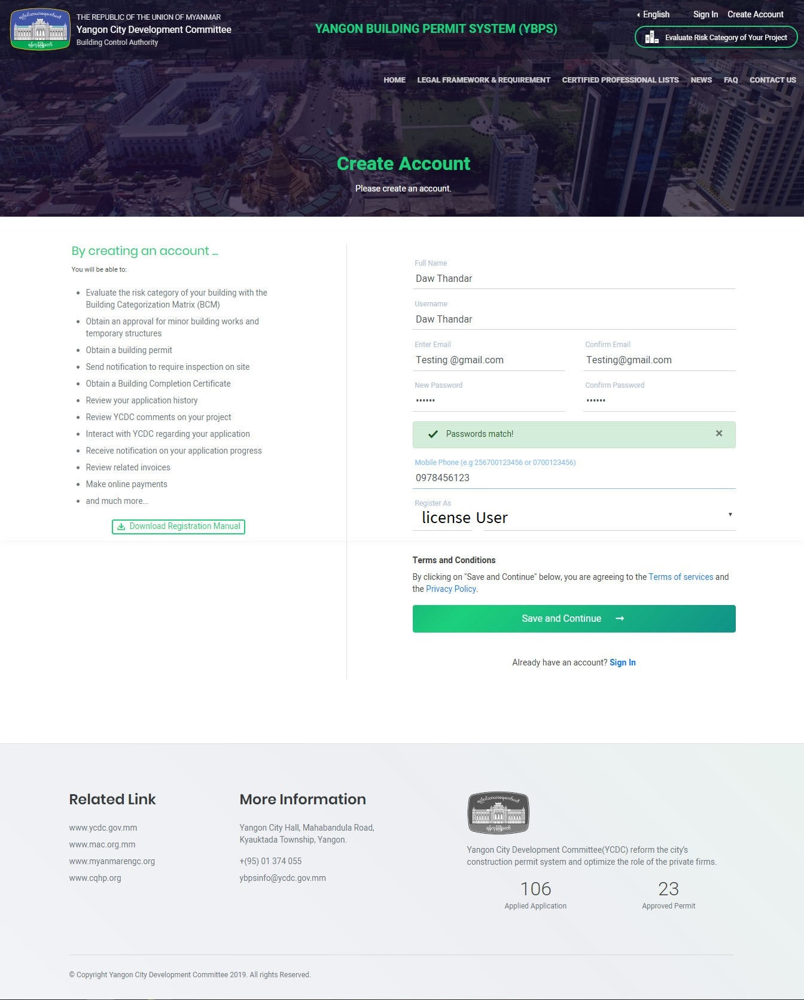 THE REPUBLIC OF THE UNION OF MYANMAR
Yangon City Development Committee
Building Control Authority
ရန်ကုန်မြို့တော်
YANGON BUILDING PERMIT SYSTEM (YBPS)
English
Sign In
Create Account
Evaluate Risk Category of Your Project
HOME
LEGAL FRAMEWORK & REQUIREMENT
CERTIFIED PROFESSIONAL LISTS
NEWS
FAQ
CONTACT US
Create Account
Please create an account.
By creating an account ...
You will be able to:
Evaluate the risk category of your building with the
Building Categorization Matrix (BCM)
Obtain an approval for minor building works and
temporary structures
Obtain a building permit
Send notification to require inspection on site
Obtain a Building Completion Certificate
Review your application history
Review YCDC comments on your project
Interact with YCDC regarding your application
Receive notification on your application progress
Review related invoices
Make online payments
and much more...
Download Registration Manual
Full Name
Daw Thandar
Username
Daw Thandar
Enter Email
Testing @gmail.com
Confirm Email
Testing@gmail.com
New Password
••••••
Confirm Password
••••••
Passwords match!
Mobile Phone (e.g 256700123456 or 0700123456)
0978456123
Register As
license User
Terms and Conditions
By clicking on "Save and Continue" below, you are agreeing to the Terms of services and
the Privacy Policy.
Save and Continue
Already have an account? Sign In
Related Link
www.ycdc.gov.mm
www.mac.org.mm
www.myanmarengc.org
www.cqhp.org
More Information
Yangon City Hall, Mahabandula Road,
Kyauktada Township, Yangon.
+(95) 01 374 055
ybpsinfo@ycdc.gov.mm
ရန်ကုန်မြို့တော်
Yangon City Development Committee(YCDC) reform the city's
construction permit system and optimize the role of the private firms.
106
Applied Application
23
Approved Permit
© Copyright Yangon City Development Committee 2019. All rights Reserved.